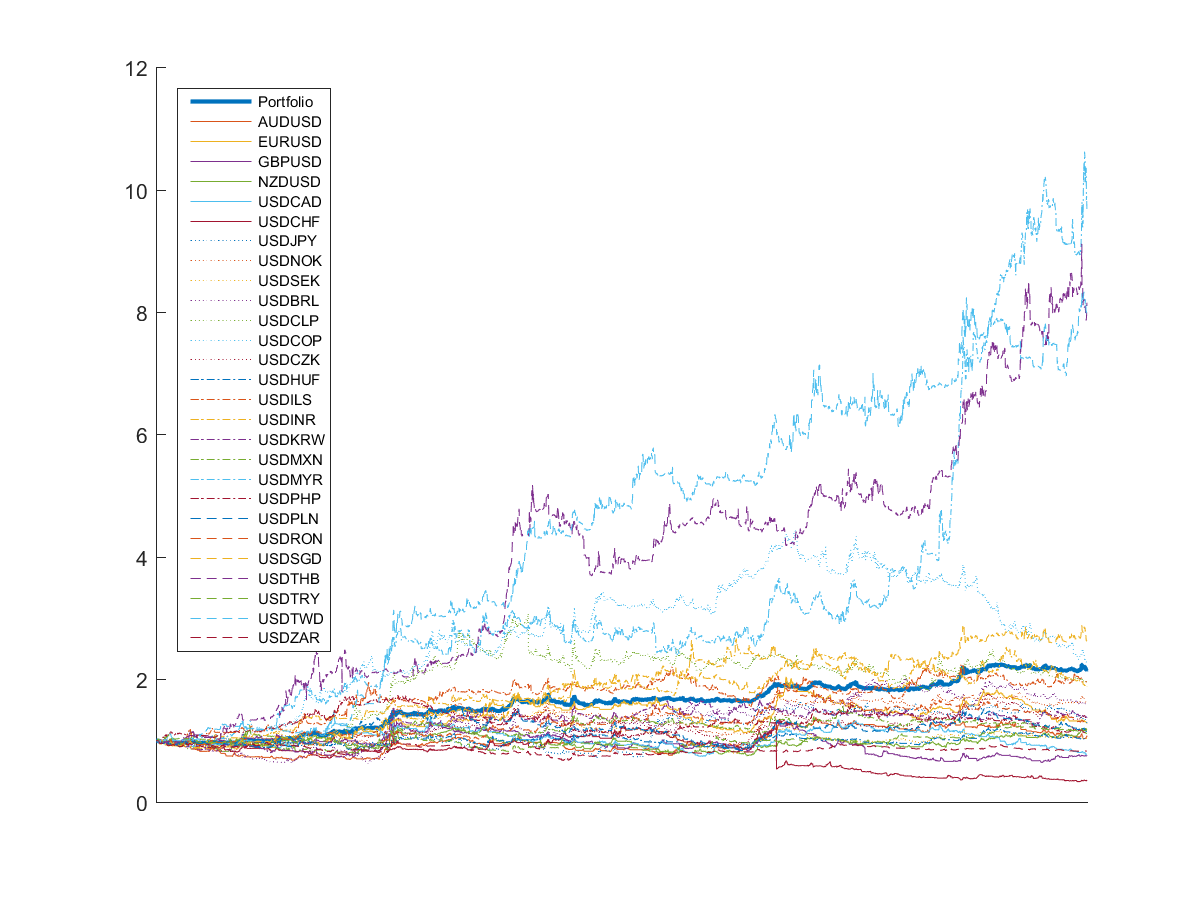 12
10
8
6
4
2
0
Portfolio
AUDUSD
EURUSD
GBPUSD
NZDUSD
USDCAD
USDCHF
USDJPY
USDNOK
USDSEK
USDBRL
USDCLP
USDCOP
USDCZK
USDHUF
USDILS
USDINR
USDKRW
USDMXN
USDMYR
USDPHP
USDPLN
USDRON
USDSGD
USDTHB
USDTRY
USDTWD
USDZAR